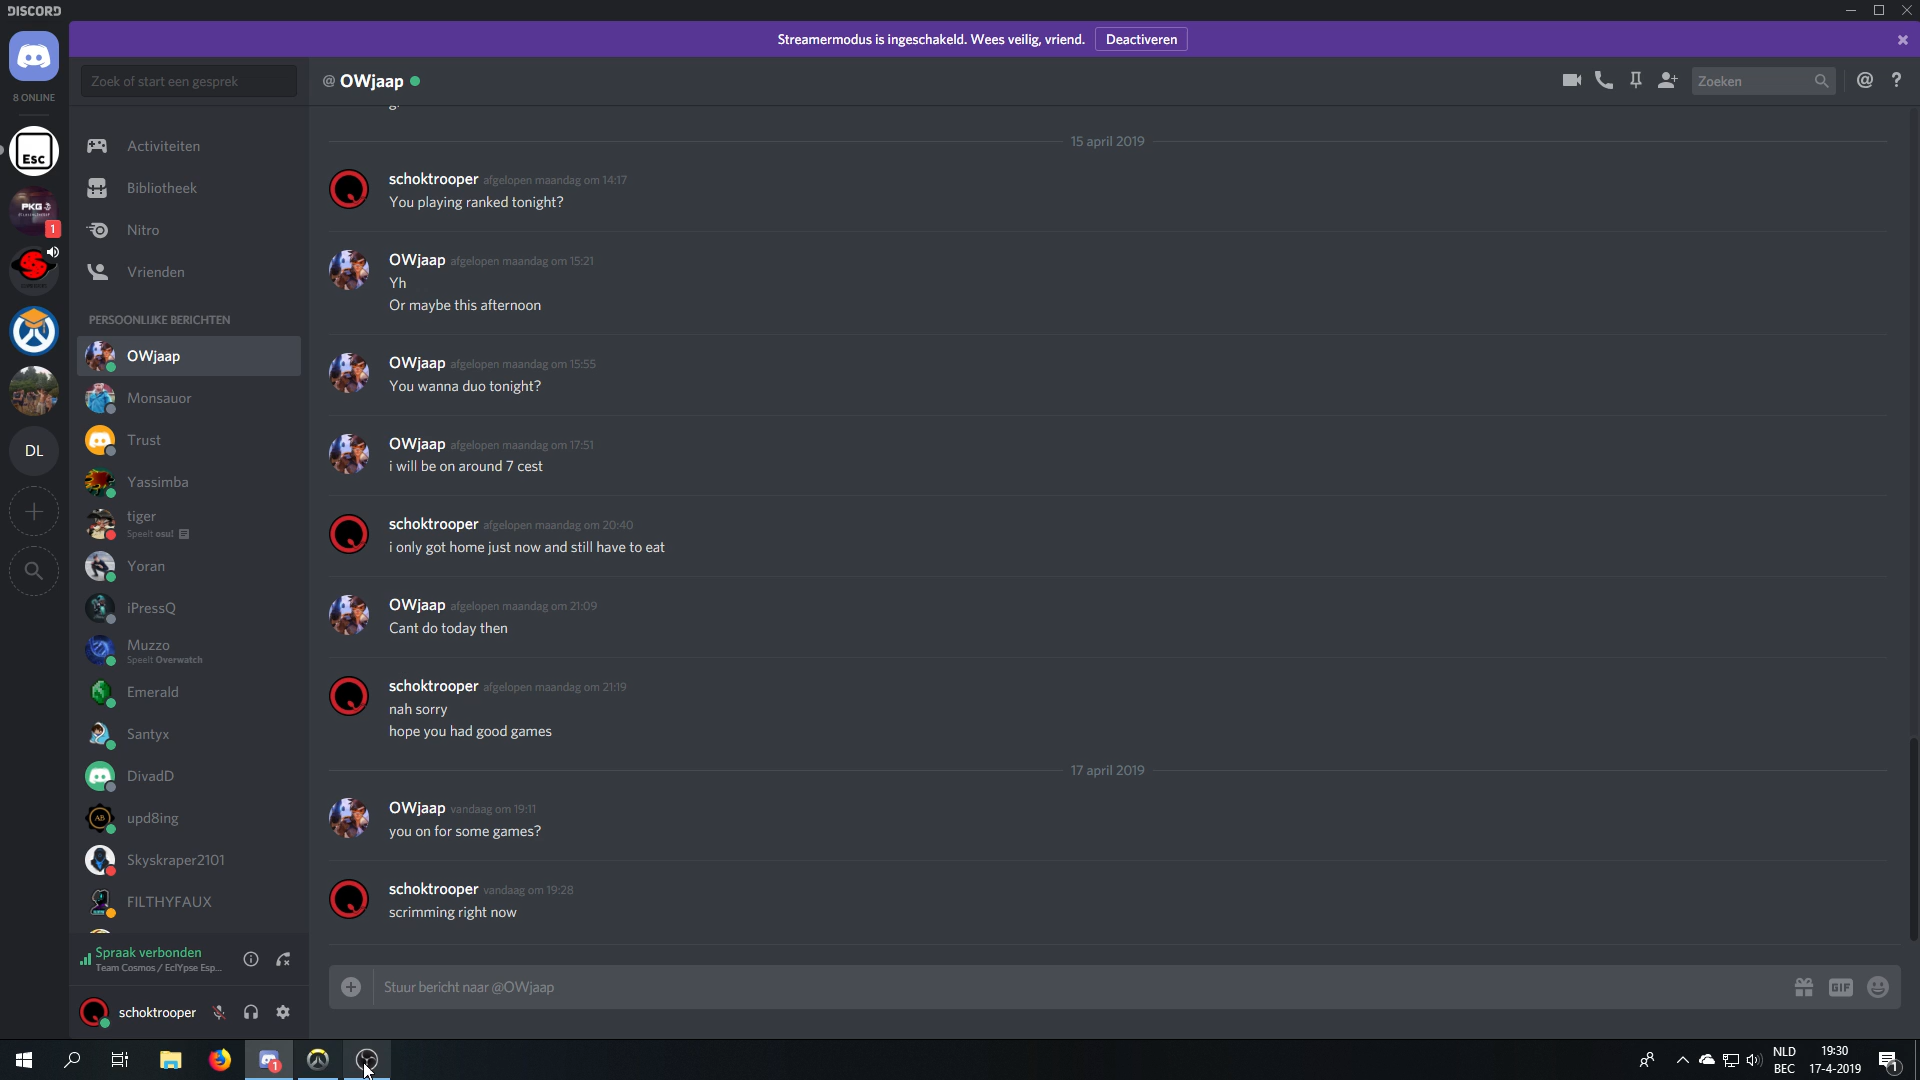 DISCORD
Streamermodus is ingeschakeld. Wees veilig, vriend. Deactiveren
Zoek of start een gesprek
@ OWjaap
Zoeken
8 ONLINE
Esc
PKG
1
DL
Activiteiten
Bibliotheek
Nitro
Vrienden
PERSOONLIJKE BERICHTEN
OWjaap
Monsauor
Trust
Yassimba
tiger
Speelt osu!
Yoran
iPressQ
Muzzo
Speelt Overwatch
Emerald
Santyx
DivadD
upd8ing
Skyskraper2101
FILTHYFAUX
Spraak verbonden
Team Cosmos / EclYpse Esp...
schoktrooper
15 april 2019
schoktrooper afgelopen maandag om 14:17
You playing ranked tonight?
OWjaap afgelopen maandag om 15:21
Yh
Or maybe this afternoon
OWjaap afgelopen maandag om 15:55
You wanna duo tonight?
OWjaap afgelopen maandag om 17:51
i will be on around 7 cest
schoktrooper afgelopen maandag om 20:40
i only got home just now and still have to eat
OWjaap afgelopen maandag om 21:09
Cant do today then
schoktrooper afgelopen maandag om 21:19
nah sorry
hope you had good games
17 april 2019
OWjaap vandaag om 19:11
you on for some games?
schoktrooper vandaag om 19:28
scrimming right now
Stuur bericht naar @OWjaap
GIF
1
NLD
BEC
19:30
17-4-2019
1